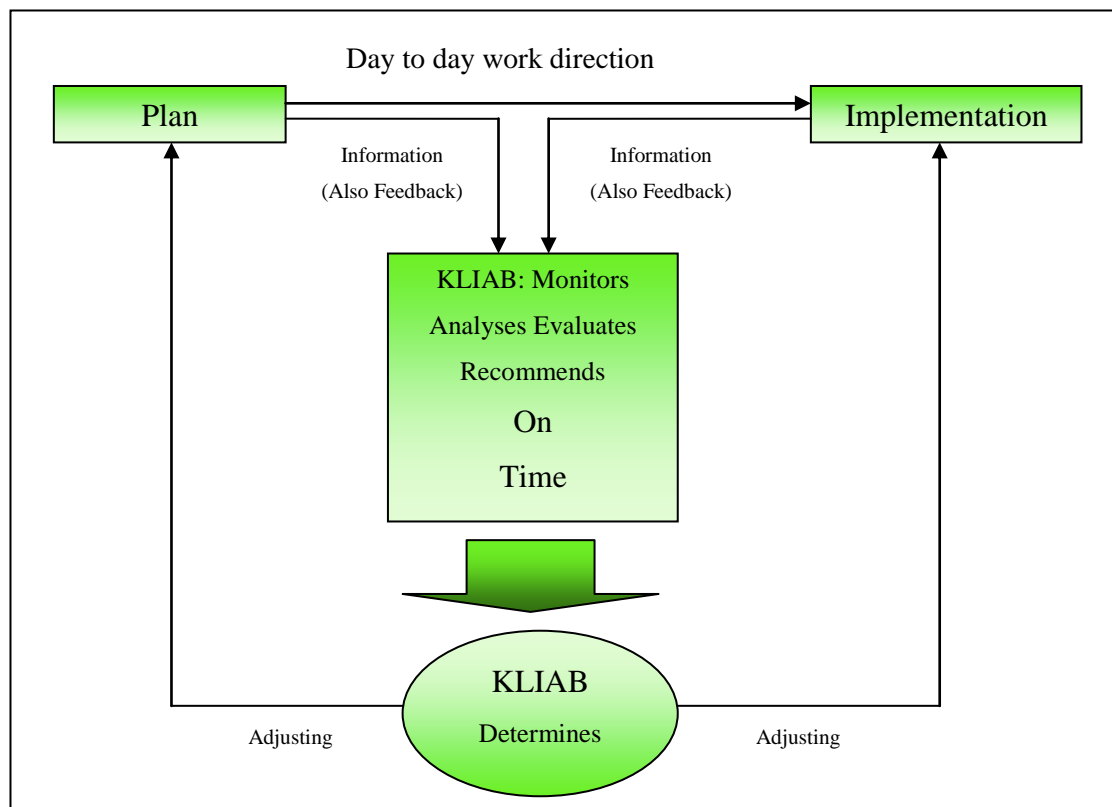 Day to day work direction
Plan
Implementation
Information
(Also Feedback)
Information
(Also Feedback)
KLIAB: Monitors
Analyses Evaluates
Recommends
On
Time
KLIAB
Determines
Adjusting
Adjusting